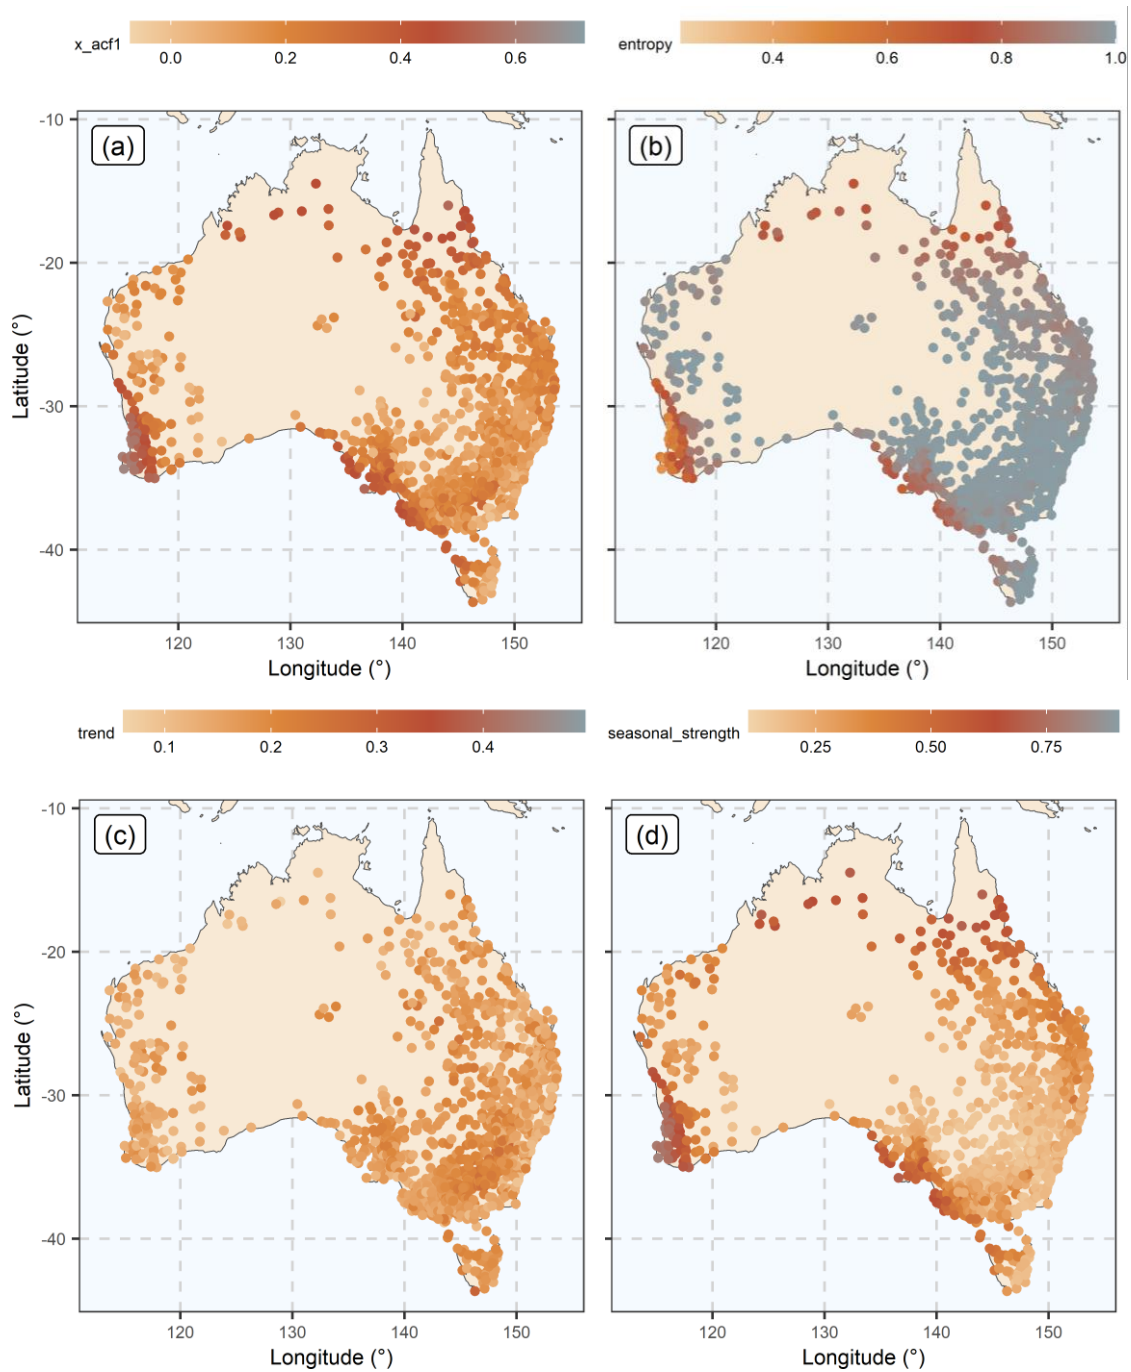 x_acf1
0.0 0.2 0.4 0.6
entropy
0.4 0.6 0.8 1.0
(a)
-10
-20
-30
-40
Latitude (°)
120 130 140 150
Longitude (°)
(b)
120 130 140 150
Longitude (°)
trend
0.1 0.2 0.3 0.4
seasonal_strength
0.25 0.50 0.75
(c)
-10
-20
-30
-40
Latitude (°)
120 130 140 150
Longitude (°)
(d)
120 130 140 150
Longitude (°)